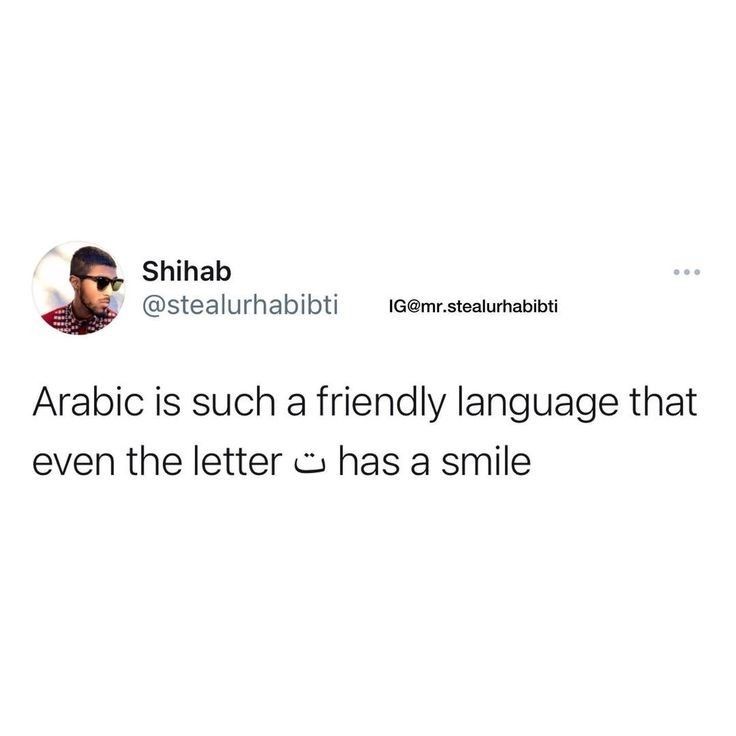 Shihab
@stealurhabibti IG@mr.stealurhabibti
Arabic is such a friendly language that
even the letter ت has a smile